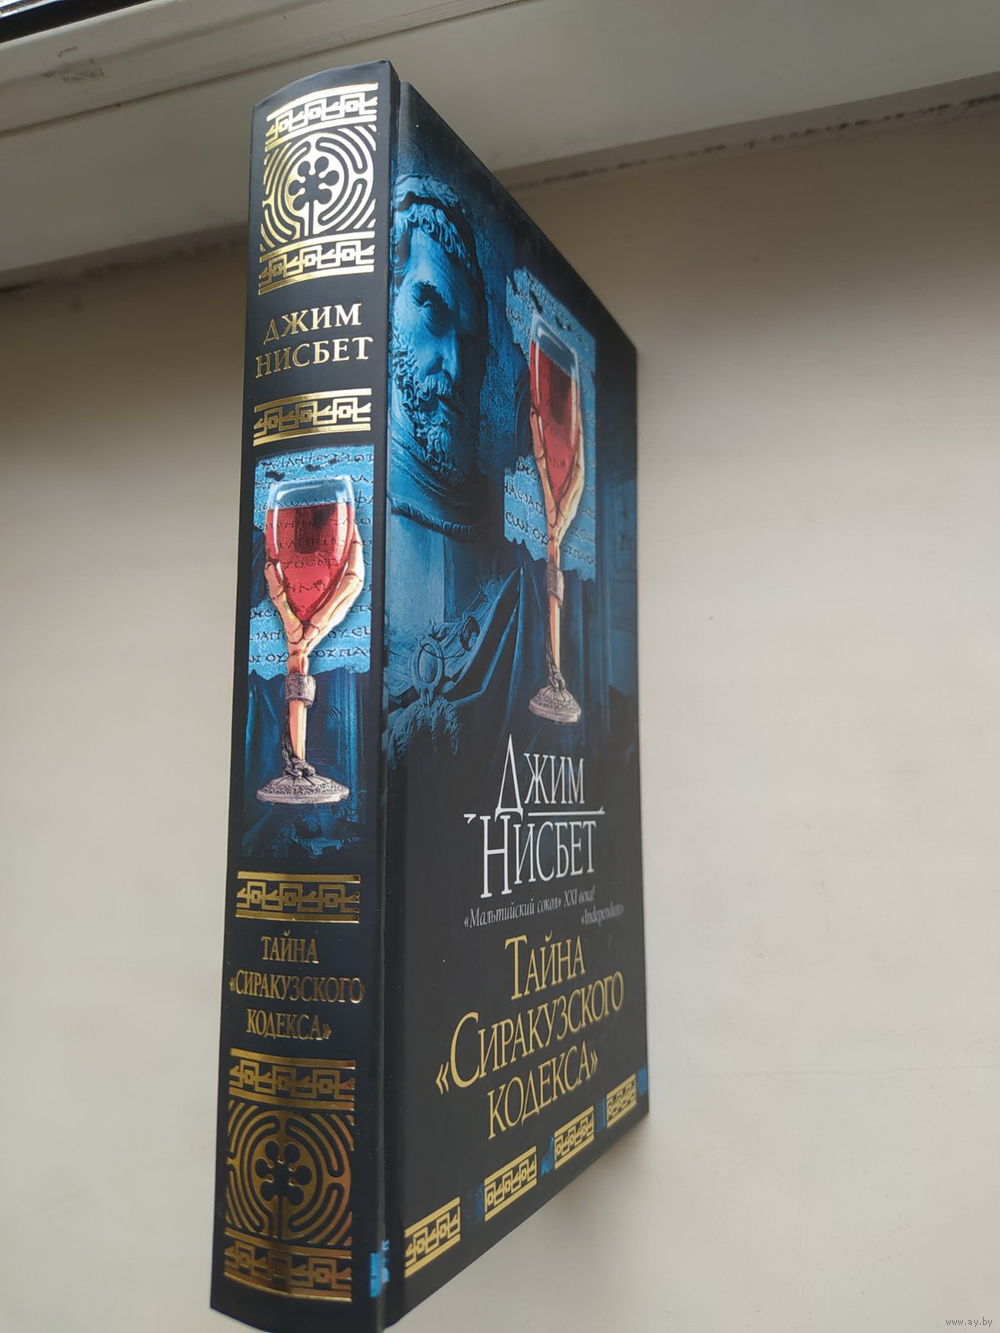 ДЖИМ
НИСБЕТ
ТАЙНА
«СИРАКУЗСКОГО
КОДЕКСА»
ДЖИМ
НИСБЕТ
«Мальтийский сокол» XXI века!
«Independent»
ТАЙНА
«СИРАКУЗСКОГО
КОДЕКСА»
www.ay.by